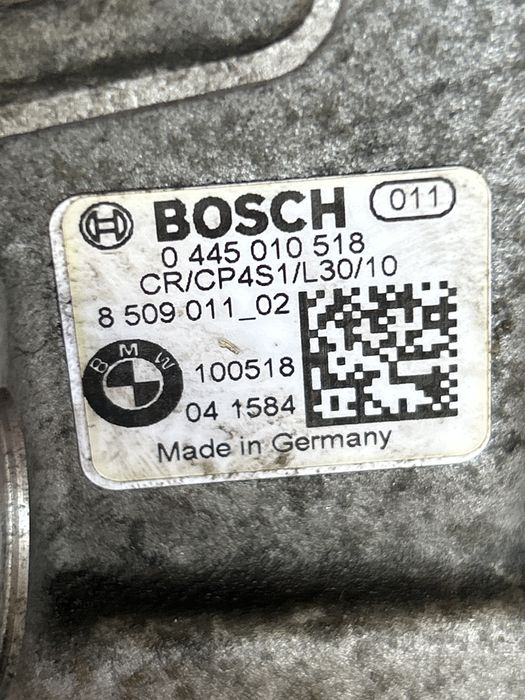 BOSCH 011
0 445 010 518
CR/CP4S1/L30/10
8 509 011_02
BMW 100518
04 1584
Made in Germany